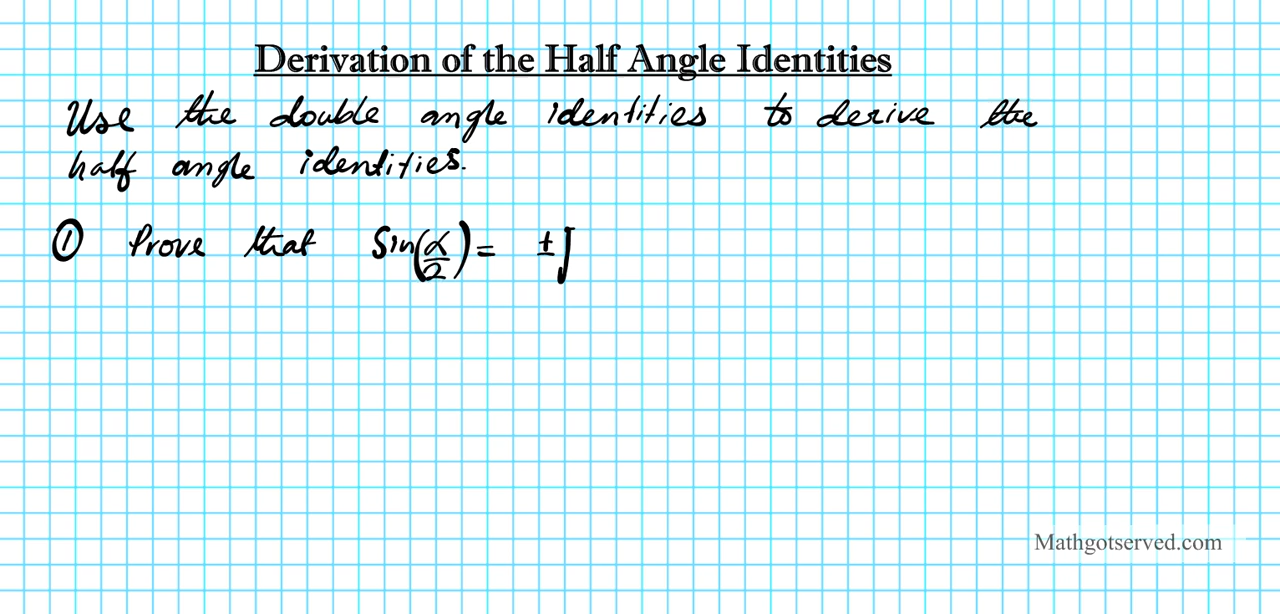 Derivation of the Half Angle Identities
Use the double angle identities to derive the
half angle identities.
① Prove that Sin(α/2) = ±√
Mathgotserved.com